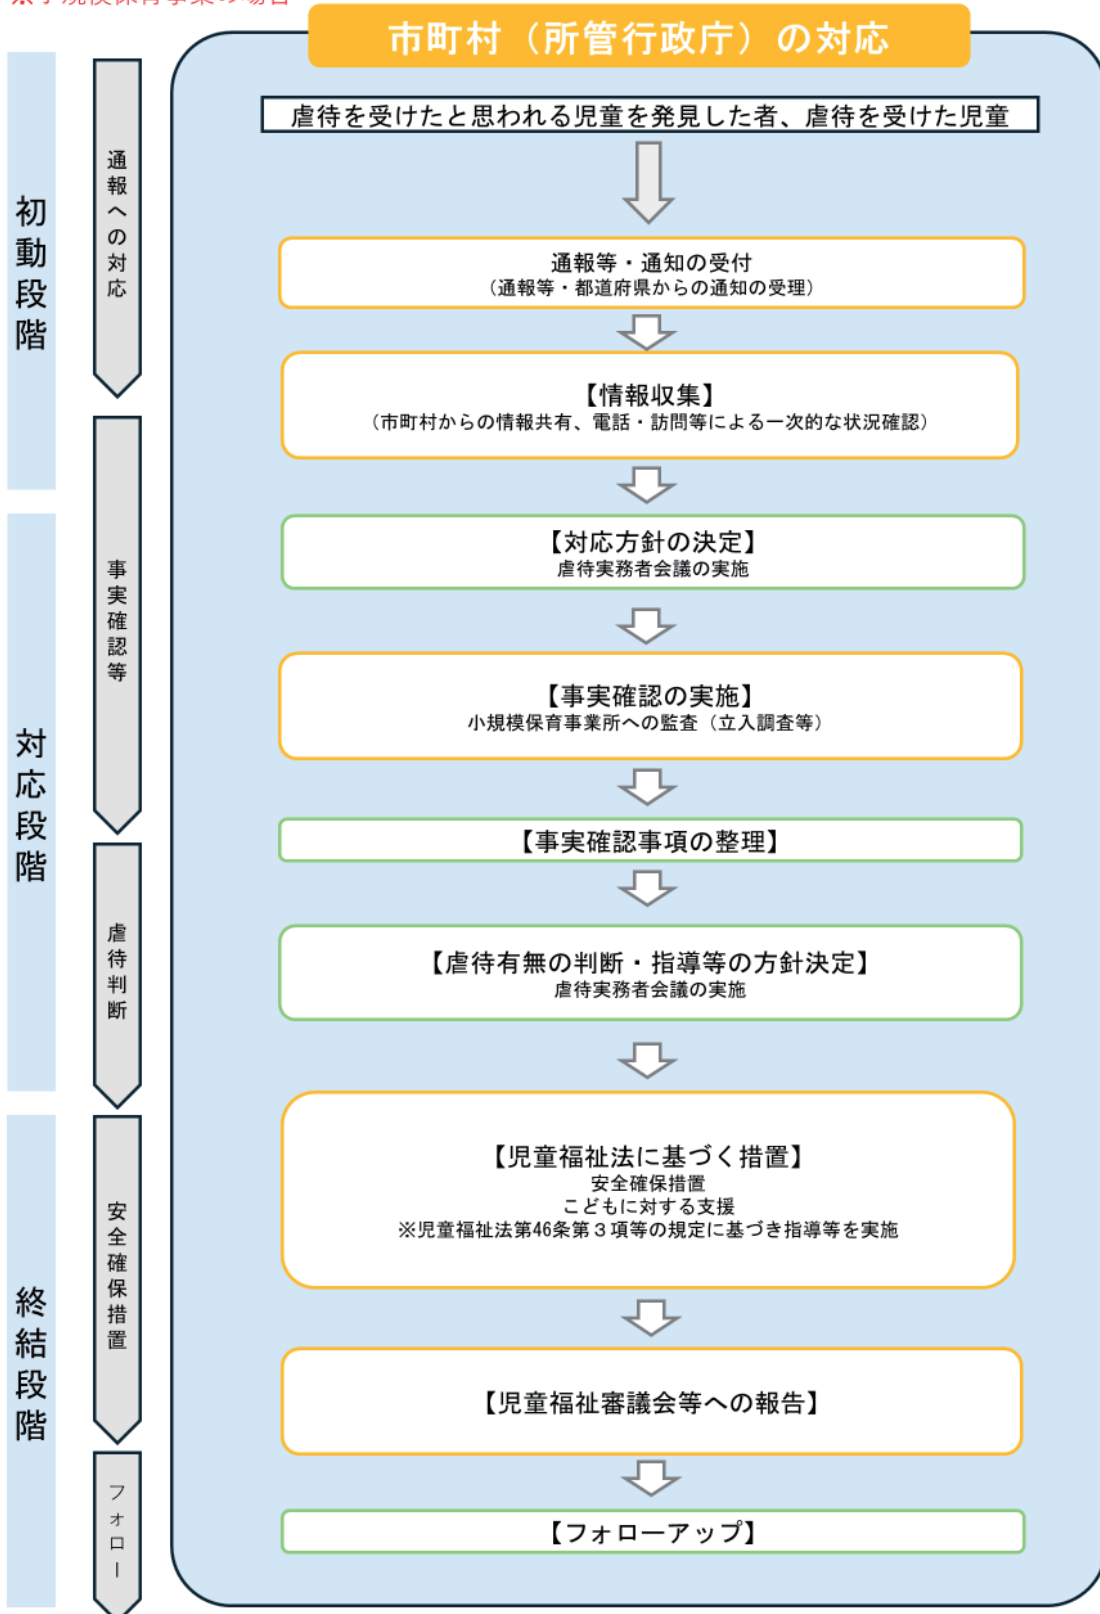 ※小規模保育事業の場合
市町村（所管行政庁）の対応
虐待を受けたと思われる児童を発見した者、虐待を受けた児童
初動段階
通報への対応
通報等・通知の受付
（通報等・都道府県からの通知の受理）
【情報収集】
（市町村からの情報共有、電話・訪問等による一次的な状況確認）
対応段階
事実確認等
【対応方針の決定】
虐待実務者会議の実施
【事実確認の実施】
小規模保育事業所への監査（立入調査等）
【事実確認事項の整理】
虐待判断
【虐待有無の判断・指導等の方針決定】
虐待実務者会議の実施
終結段階
安全確保措置
【児童福祉法に基づく措置】
安全確保措置
こどもに対する支援
※児童福祉法第46条第３項等の規定に基づき指導等を実施
【児童福祉審議会等への報告】
フォロー
【フォローアップ】